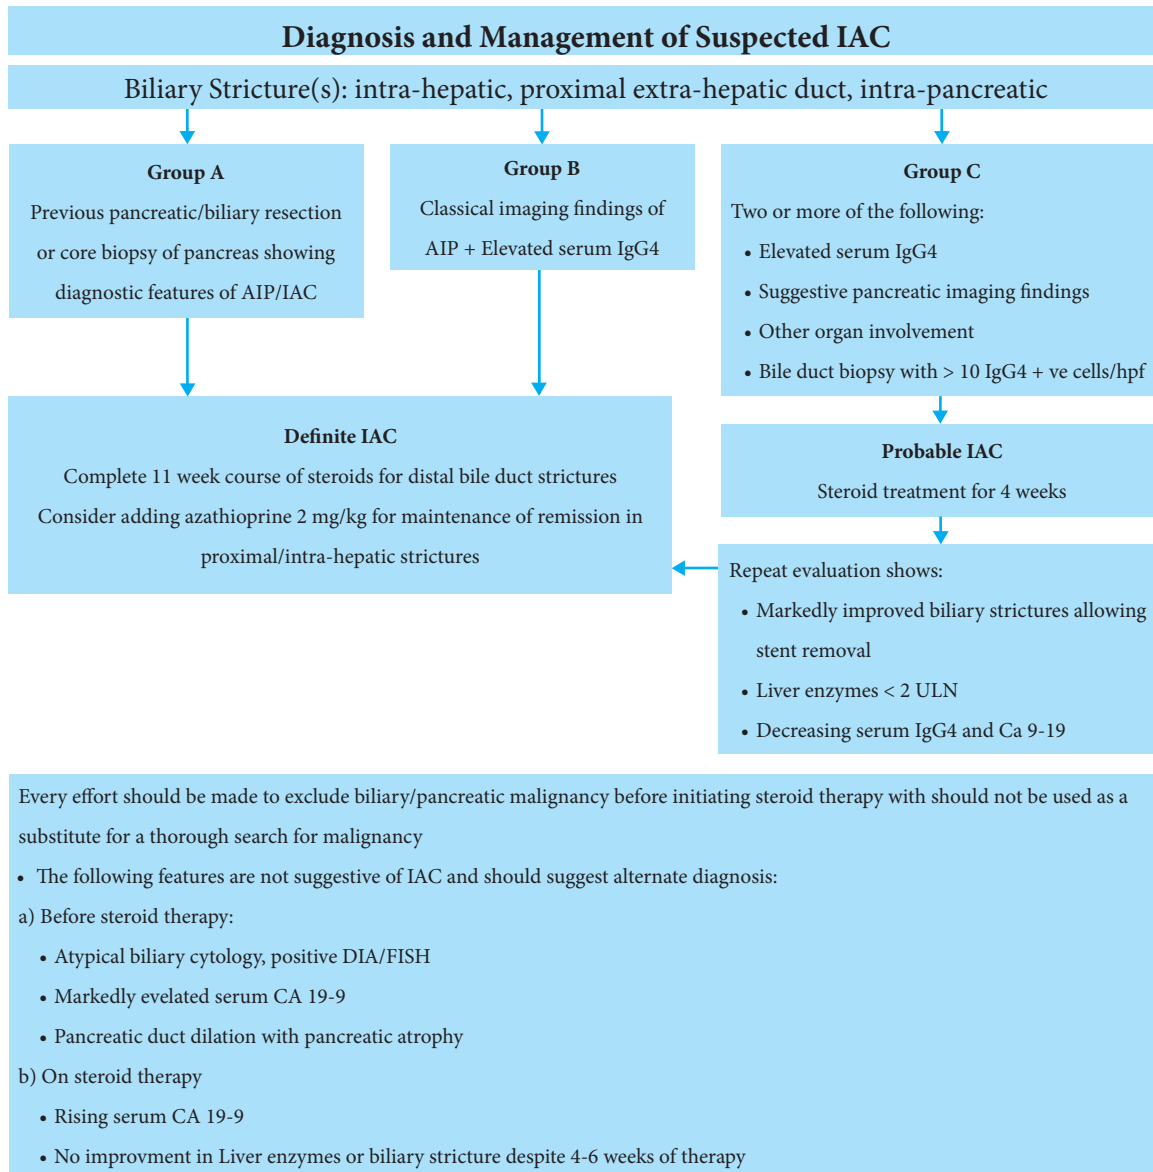 Diagnosis and Management of Suspected IAC
Biliary Stricture(s): intra-hepatic, proximal extra-hepatic duct, intra-pancreatic
Group A
Previous pancreatic/biliary resection
or core biopsy of pancreas showing
diagnostic features of AIP/IAC
Group B
Classical imaging findings of
AIP + Elevated serum IgG4
Group C
Two or more of the following:
• Elevated serum IgG4
• Suggestive pancreatic imaging findings
• Other organ involvement
• Bile duct biopsy with > 10 IgG4 + ve cells/hpf
Definite IAC
Complete 11 week course of steroids for distal bile duct strictures
Consider adding azathioprine 2 mg/kg for maintenance of remission in
proximal/intra-hepatic strictures
Probable IAC
Steroid treatment for 4 weeks
Repeat evaluation shows:
• Markedly improved biliary strictures allowing
stent removal
• Liver enzymes < 2 ULN
• Decreasing serum IgG4 and Ca 9-19
Every effort should be made to exclude biliary/pancreatic malignancy before initiating steroid therapy with should not be used as a
substitute for a thorough search for malignancy
• The following features are not suggestive of IAC and should suggest alternate diagnosis:
a) Before steroid therapy:
• Atypical biliary cytology, positive DIA/FISH
• Markedly evelated serum CA 19-9
• Pancreatic duct dilation with pancreatic atrophy
b) On steroid therapy
• Rising serum CA 19-9
• No improvment in Liver enzymes or biliary stricture despite 4-6 weeks of therapy